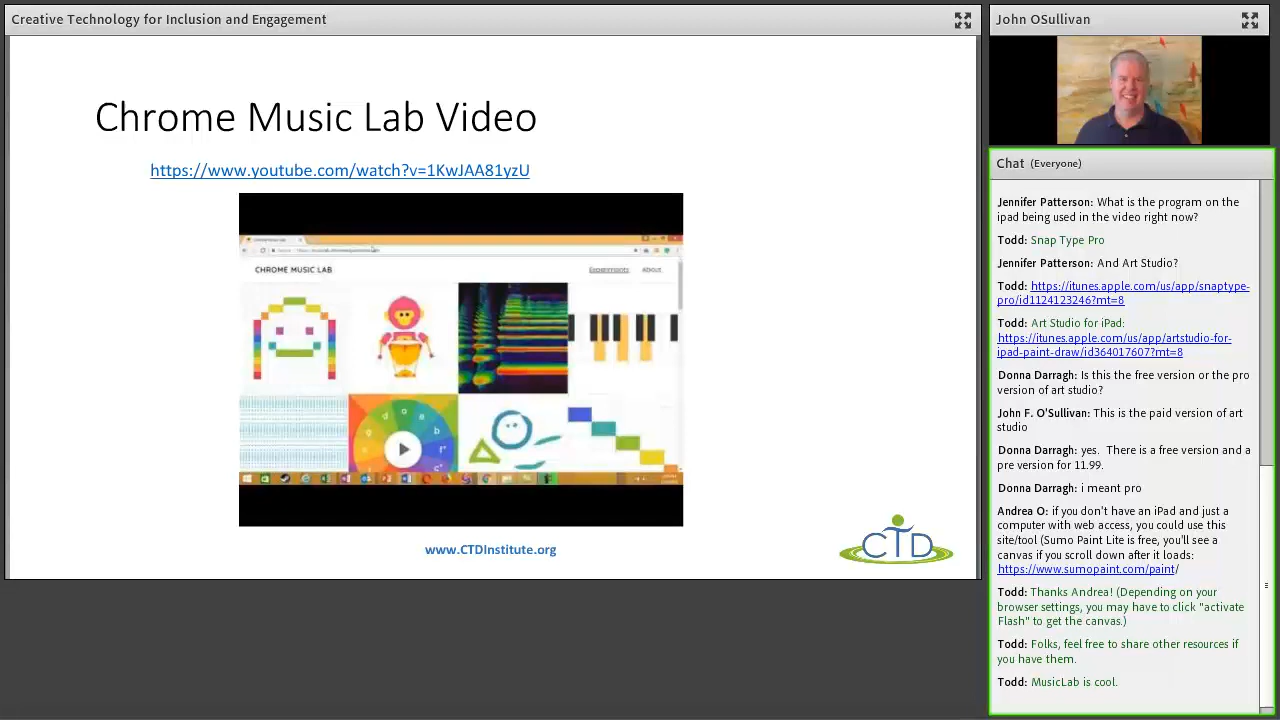 Creative Technology for Inclusion and Engagement
Chrome Music Lab Video
https://www.youtube.com/watch?v=1KwJAA81yzU
CHROME MUSIC LAB
Experiments
About
www.CTDInstitute.org
CTD
John OSullivan
Chat (Everyone)
Jennifer Patterson: What is the program on the
ipad being used in the video right now?
Todd: Snap Type Pro
Jennifer Patterson: And Art Studio?
Todd: https://itunes.apple.com/us/app/snaptype-
pro/id1124123246?mt=8
Todd: Art Studio for iPad:
https://itunes.apple.com/us/app/artstudio-for-
ipad-paint-draw/id364017607?mt=8
Donna Darragh: Is this the free version or the pro
version of art studio?
John F. O'Sullivan: This is the paid version of art
studio
Donna Darragh: yes.  There is a free version and a
pre version for 11.99.
Donna Darragh: i meant pro
Andrea O: if you don't have an iPad and just a
computer with web access, you could use this
site/tool (Sumo Paint Lite is free, you'll see a
canvas if you scroll down after it loads:
https://www.sumopaint.com/paint/
Todd: Thanks Andrea! (Depending on your
browser settings, you may have to click "activate
Flash" to get the canvas.)
Todd: Folks, feel free to share other resources if
you have them.
Todd: MusicLab is cool.